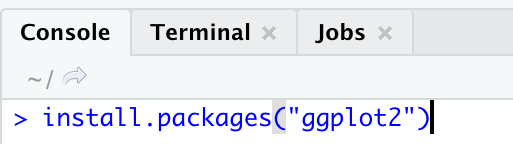 Console Terminal Jobs
~/
> install.packages("ggplot2")